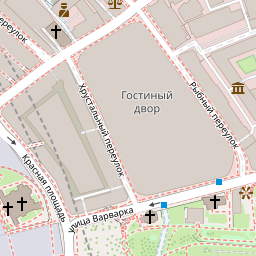 переулок
Хрустальный переулок
Гостиный
двор
Рыбный переулок
Красная площадь
улица Варварка